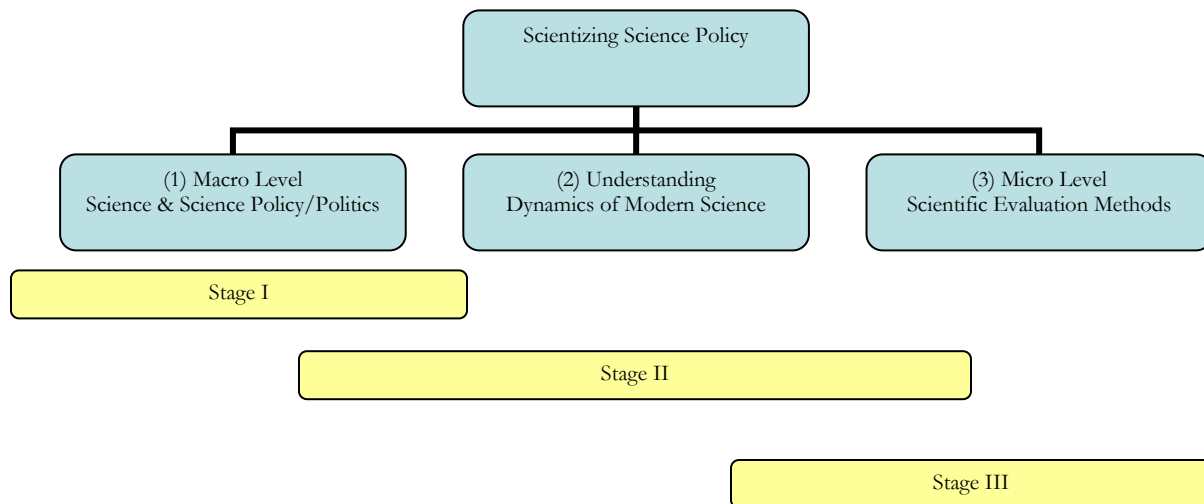 Scientizing Science Policy
(1) Macro Level
Science & Science Policy/Politics
(2) Understanding
Dynamics of Modern Science
(3) Micro Level
Scientific Evaluation Methods
Stage I
Stage II
Stage III